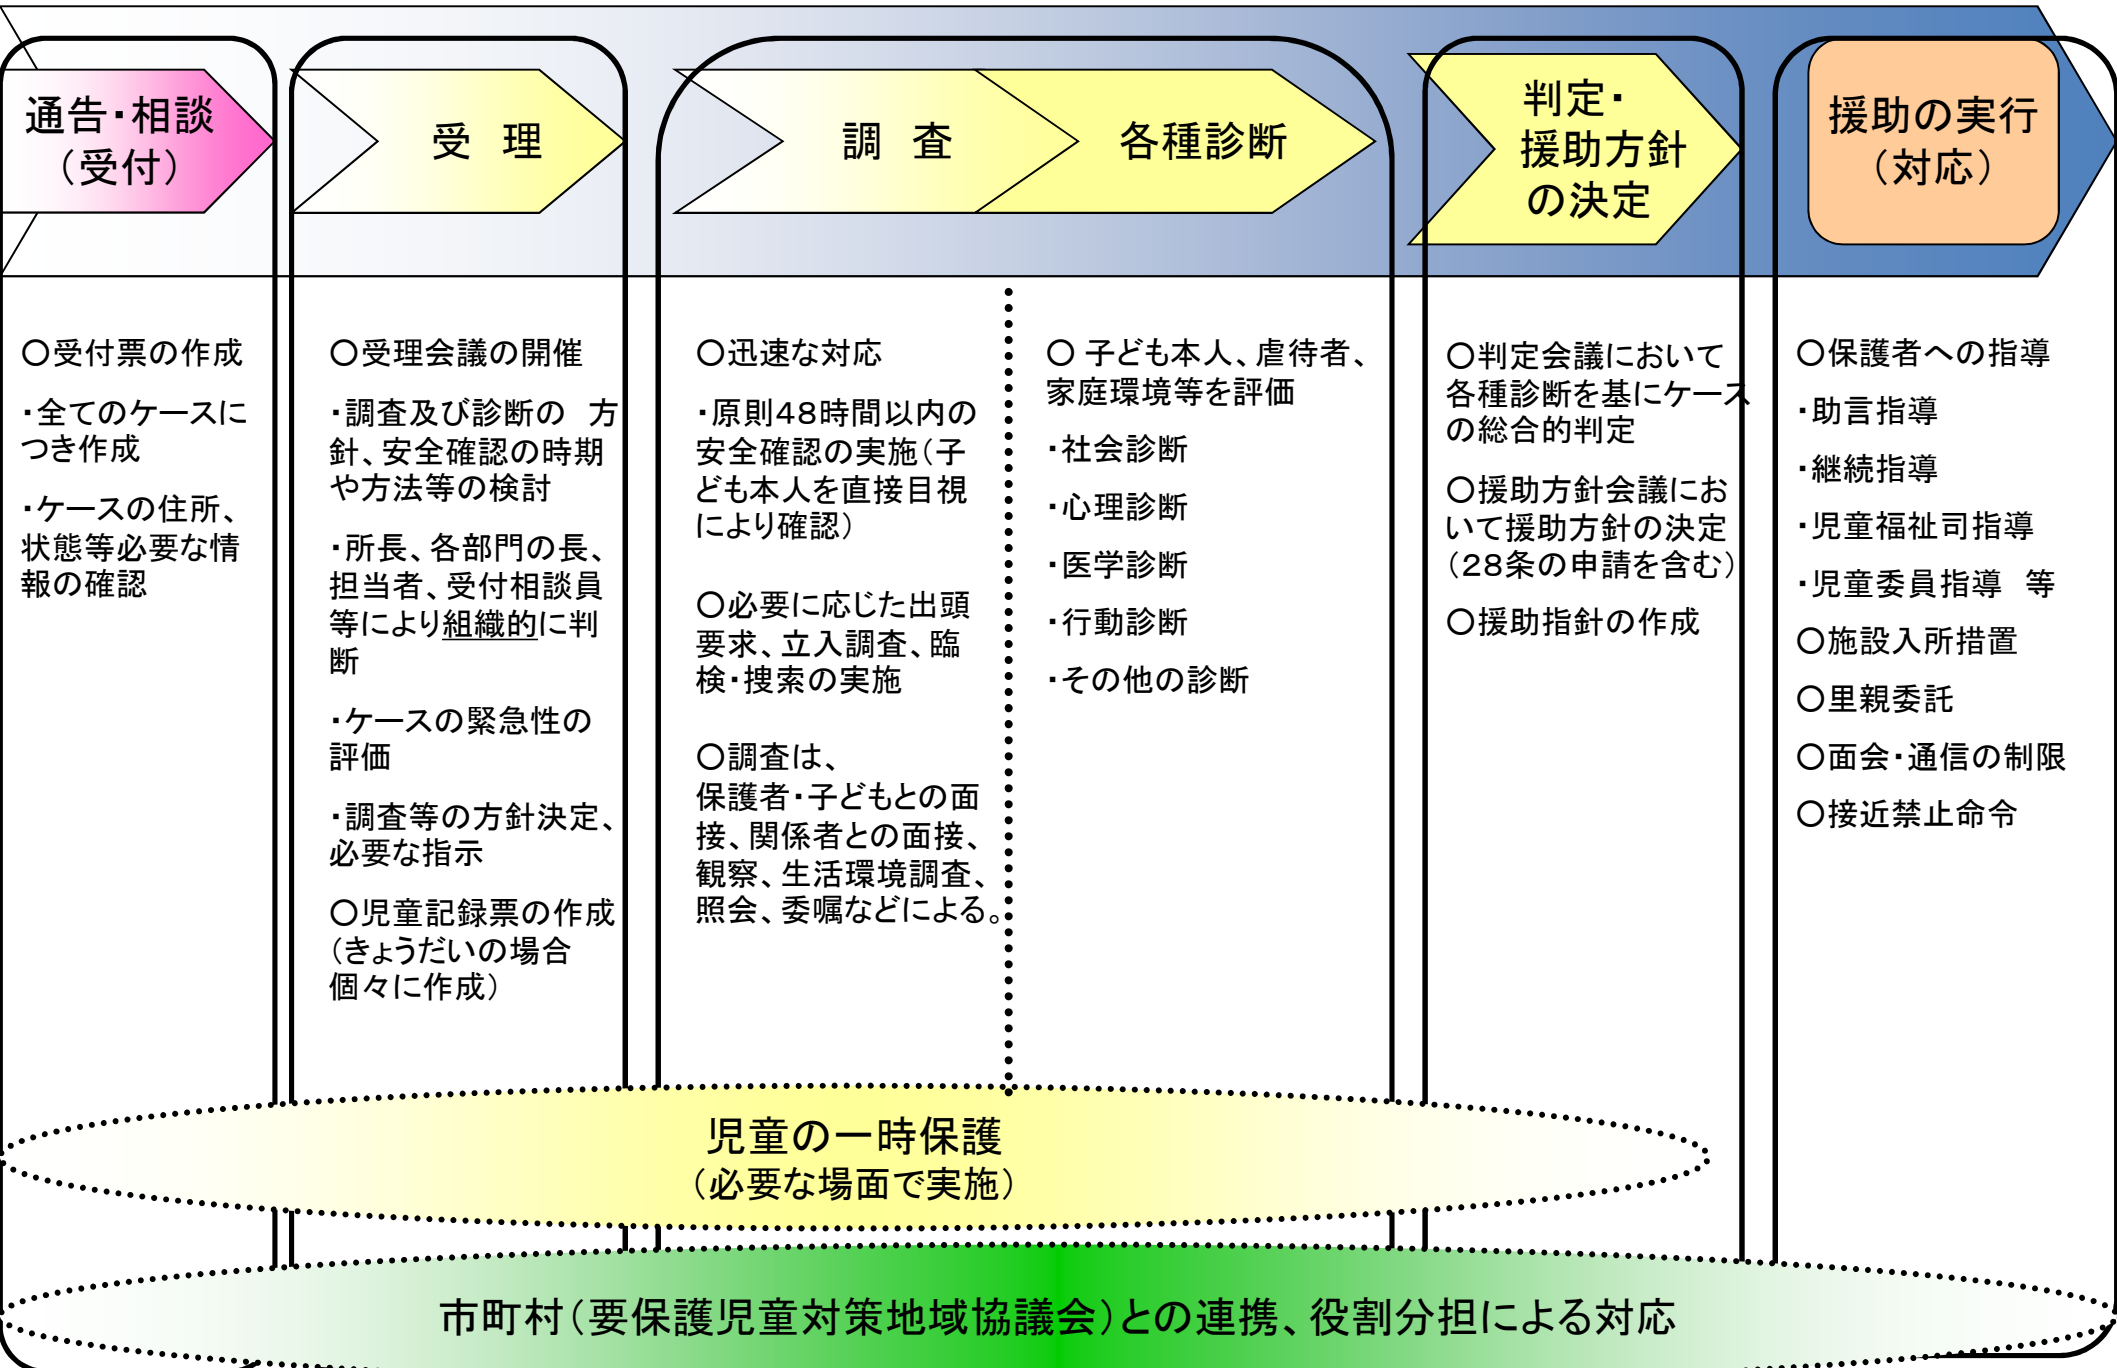 通告・相談
（受付）
受　理
調　査
各種診断
判定・
援助方針
の決定
援助の実行
（対応）
○受付票の作成
・全てのケースに
つき作成
・ケースの住所、
状態等必要な情
報の確認
○受理会議の開催
・調査及び診断の　方
針、安全確認の時期
や方法等の検討
・所長、各部門の長、
担当者、受付相談員
等により組織的に判
断
・ケースの緊急性の
評価
・調査等の方針決定、
必要な指示
○児童記録票の作成
（きょうだいの場合
個々に作成）
○迅速な対応
・原則４８時間以内の
安全確認の実施（子
ども本人を直接目視
により確認）
○必要に応じた出頭
要求、立入調査、臨
検・捜索の実施
○調査は、
保護者・子どもとの面
接、関係者との面接、
観察、生活環境調査、
照会、委嘱などによる。
○ 子ども本人、虐待者、
家庭環境等を評価
・社会診断
・心理診断
・医学診断
・行動診断
・その他の診断
○判定会議において
各種診断を基にケース
の総合的判定
○援助方針会議にお
いて援助方針の決定
（２８条の申請を含む）
○援助指針の作成
○保護者への指導
・助言指導
・継続指導
・児童福祉司指導
・児童委員指導　等
○施設入所措置
○里親委託
○面会・通信の制限
○接近禁止命令
児童の一時保護
（必要な場面で実施）
市町村（要保護児童対策地域協議会）との連携、役割分担による対応